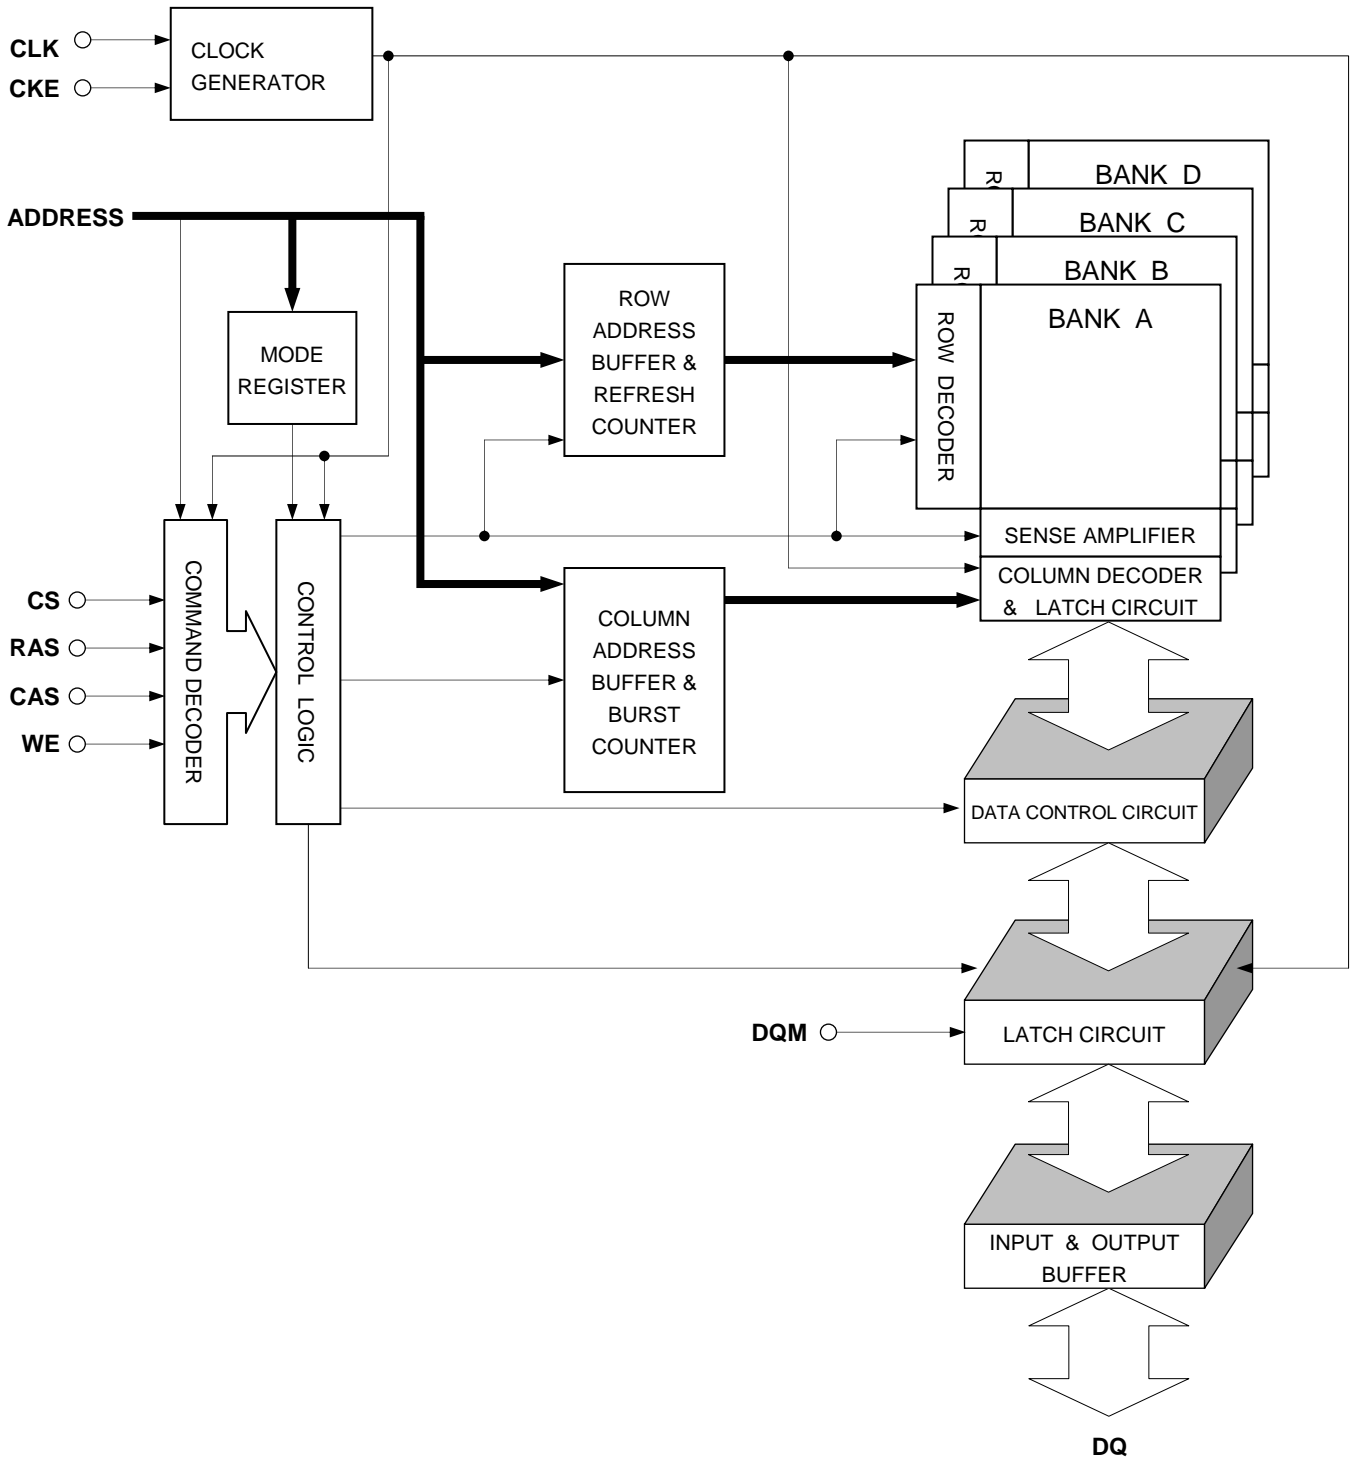 CLK
CKE
CLOCK
GENERATOR
ADDRESS
MODE
REGISTER
ROW
ADDRESS
BUFFER &
REFRESH
COUNTER
BANK D
BANK C
BANK B
BANK A
ROW DECODER
SENSE AMPLIFIER
COLUMN DECODER
& LATCH CIRCUIT
CS
RAS
CAS
WE
COMMAND DECODER
CONTROL LOGIC
COLUMN
ADDRESS
BUFFER &
BURST
COUNTER
DATA CONTROL CIRCUIT
DQM
LATCH CIRCUIT
INPUT & OUTPUT
BUFFER
DQ